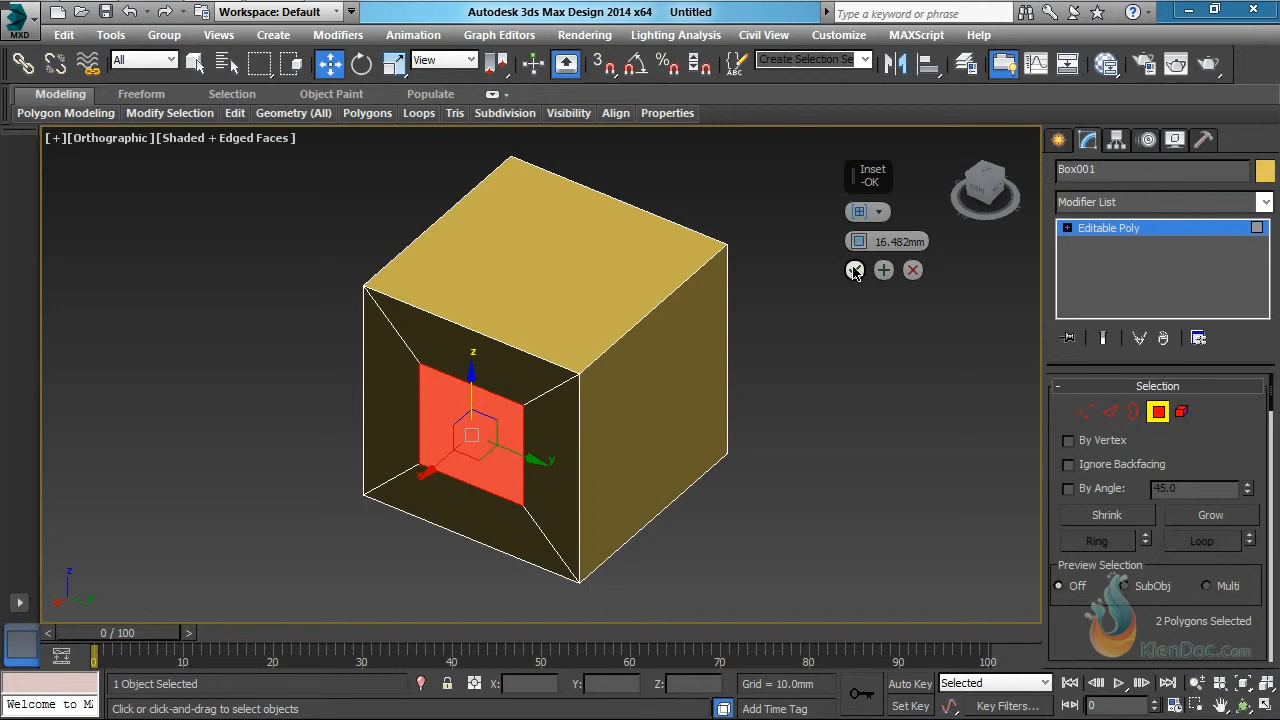 MXD
Workspace: Default
Autodesk 3ds Max Design 2014 x64 Untitled
Type a keyword or phrase
Edit Tools Group Views Create Modifiers Animation Graph Editors Rendering Lighting Analysis Civil View Customize MAXScript Help
All
View
3
Create Selection Se
Modeling Freeform Selection Object Paint Populate
Polygon Modeling Modify Selection Edit Geometry (All) Polygons Loops Tris Subdivision Visibility Align Properties
[+][Orthographic][Shaded + Edged Faces ]
Inset
-OK
16.482mm
z
y
z
Box001
Modifier List
Editable Poly
- Selection
By Vertex
Ignore Backfacing
By Angle: 45.0
Shrink Grow
Ring Loop
Preview Selection
Off SubObj Multi
2 Polygons Selected
KienDoc.Com
< 0 / 100 >
0 10 20 30 40 50 60 70 80 90 100
1 Object Selected X: Y: Z: Grid = 10.0mm Auto Key Selected
Welcome to M Click or click-and-drag to select objects Add Time Tag Set Key Key Filters... 0